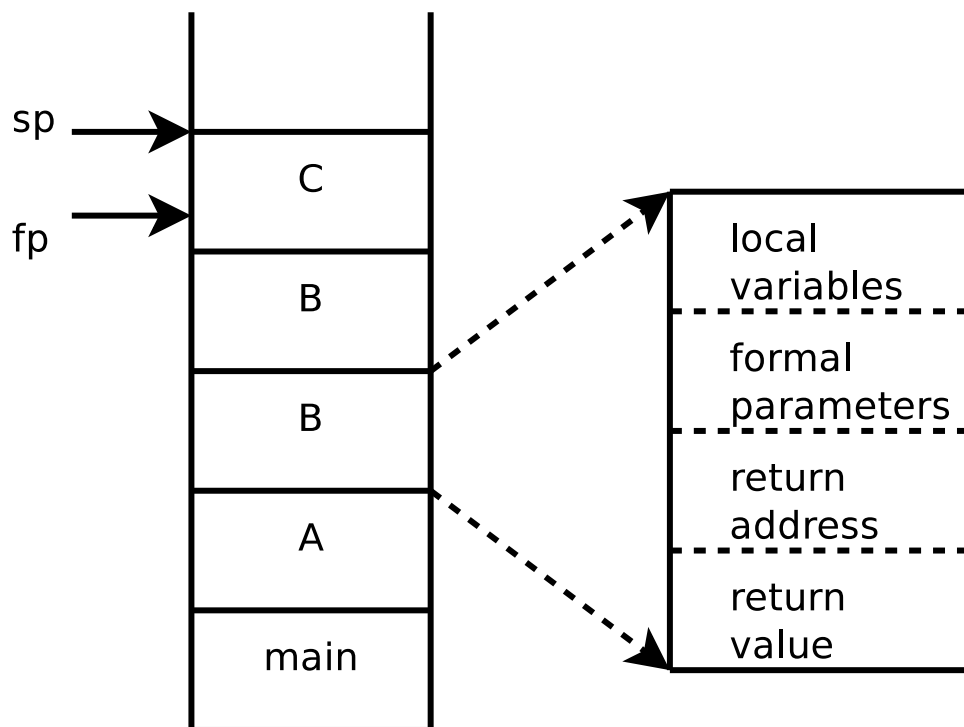 sp
fp
C
B
B
A
main
local
variables
formal
parameters
return
address
return
value